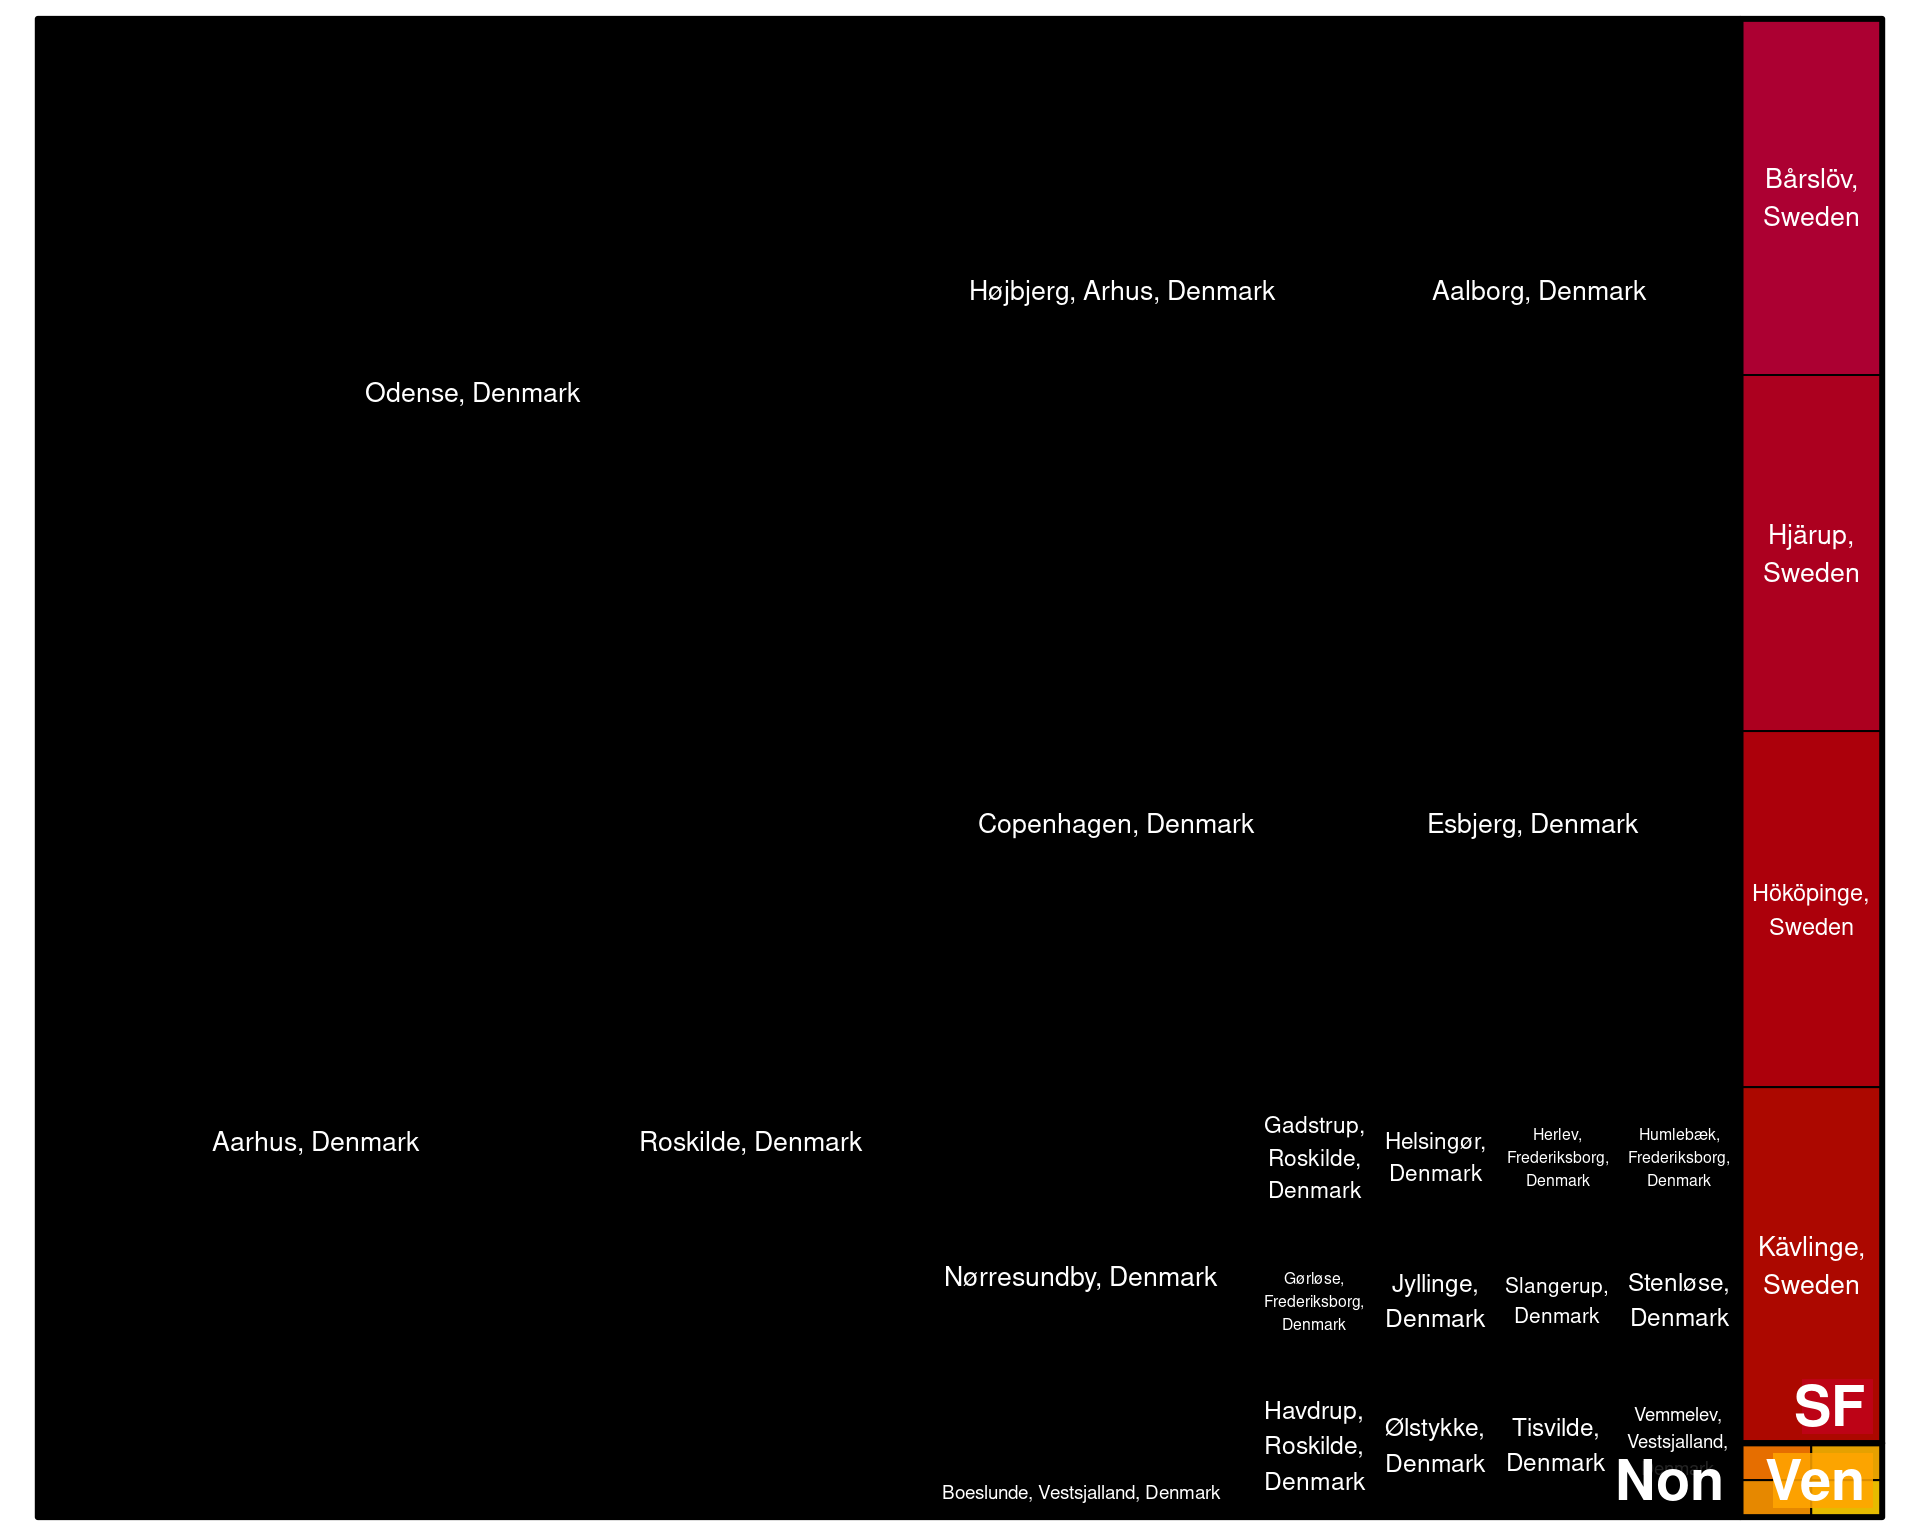 Bårslöv,
Sweden
Højbjerg, Arhus, Denmark
Aalborg, Denmark
Odense, Denmark
Hjärup,
Sweden
Copenhagen, Denmark
Esbjerg, Denmark
Hököpinge,
Sweden
Aarhus, Denmark
Roskilde, Denmark
Gadstrup,
Roskilde,
Denmark
Helsingør,
Denmark
Herlev,
Frederiksborg,
Denmark
Humlebæk,
Frederiksborg,
Denmark
Nørresundby, Denmark
Gørløse,
Frederiksborg,
Denmark
Jyllinge,
Denmark
Slangerup,
Denmark
Stenløse,
Denmark
Kävlinge,
Sweden
SF
Boeslunde, Vestsjalland, Denmark
Havdrup,
Roskilde,
Denmark
Ølstykke,
Denmark
Tisvilde,
Denmark
Vemmelev,
Vestsjalland,
Non
Ven